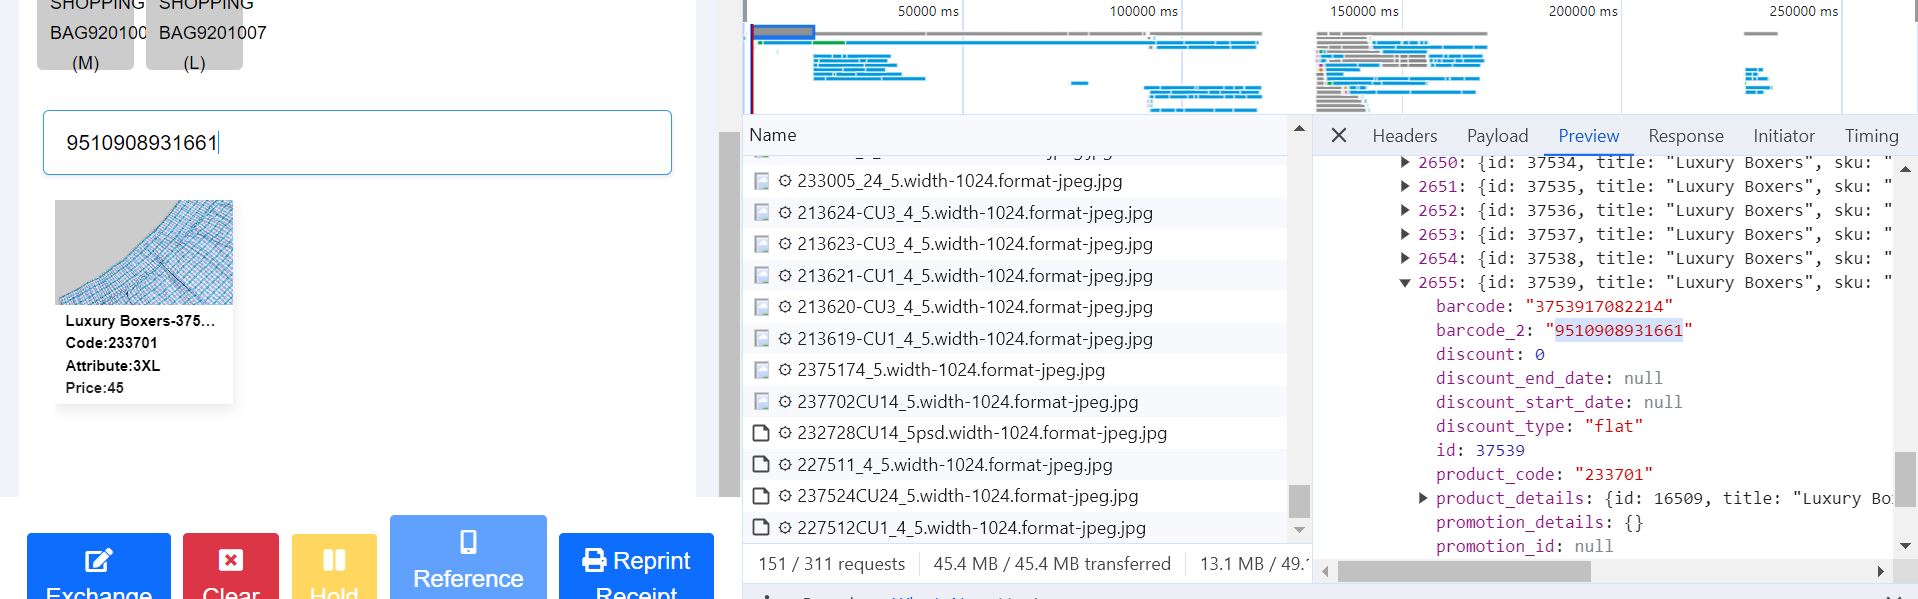 SHOPPING
BAG920100
(M)
SHOPPING
BAG9201007
(L)
9510908931661
Luxury Boxers-375...
Code:233701
Attribute:3XL
Price:45
Exchange
Clear
Hold
Reference
Reprint
Receipt
50000 ms
100000 ms
150000 ms
200000 ms
250000 ms
Name
233005_24_5.width-1024.format-jpeg.jpg
213624-CU3_4_5.width-1024.format-jpeg.jpg
213623-CU3_4_5.width-1024.format-jpeg.jpg
213621-CU1_4_5.width-1024.format-jpeg.jpg
213620-CU3_4_5.width-1024.format-jpeg.jpg
213619-CU1_4_5.width-1024.format-jpeg.jpg
2375174_5.width-1024.format-jpeg.jpg
237702CU14_5.width-1024.format-jpeg.jpg
232728CU14_5psd.width-1024.format-jpeg.jpg
227511_4_5.width-1024.format-jpeg.jpg
237524CU24_5.width-1024.format-jpeg.jpg
227512CU1_4_5.width-1024.format-jpeg.jpg
151 / 311 requests 45.4 MB / 45.4 MB transferred 13.1 MB / 49.
Headers Payload Preview Response Initiator Timing
2650: {id: 37534, title: "Luxury Boxers", sku: "
2651: {id: 37535, title: "Luxury Boxers", sku: "
2652: {id: 37536, title: "Luxury Boxers", sku: "
2653: {id: 37537, title: "Luxury Boxers", sku: "
2654: {id: 37538, title: "Luxury Boxers", sku: "
2655: {id: 37539, title: "Luxury Boxers", sku: "
barcode: "3753917082214"
barcode_2: "9510908931661"
discount: 0
discount_end_date: null
discount_start_date: null
discount_type: "flat"
id: 37539
product_code: "233701"
product_details: {id: 16509, title: "Luxury Bo
promotion_details: {}
promotion_id: null